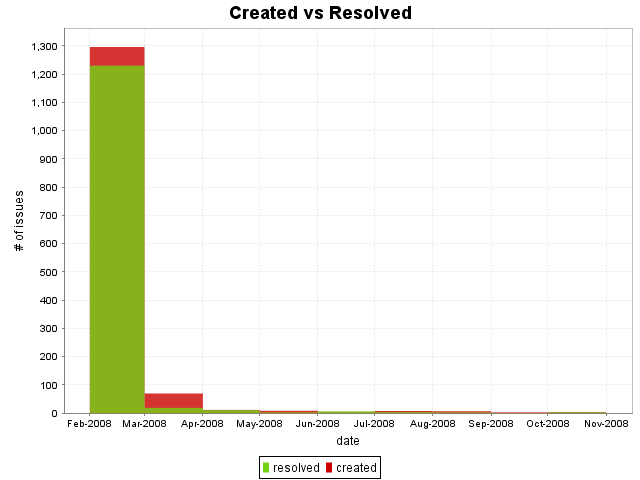 Created vs Resolved
# of issues
1,300
1,200
1,100
1,000
900
800
700
600
500
400
300
200
100
0
Feb-2008 Mar-2008 Apr-2008 May-2008 Jun-2008 Jul-2008 Aug-2008 Sep-2008 Oct-2008 Nov-2008
date
resolved created